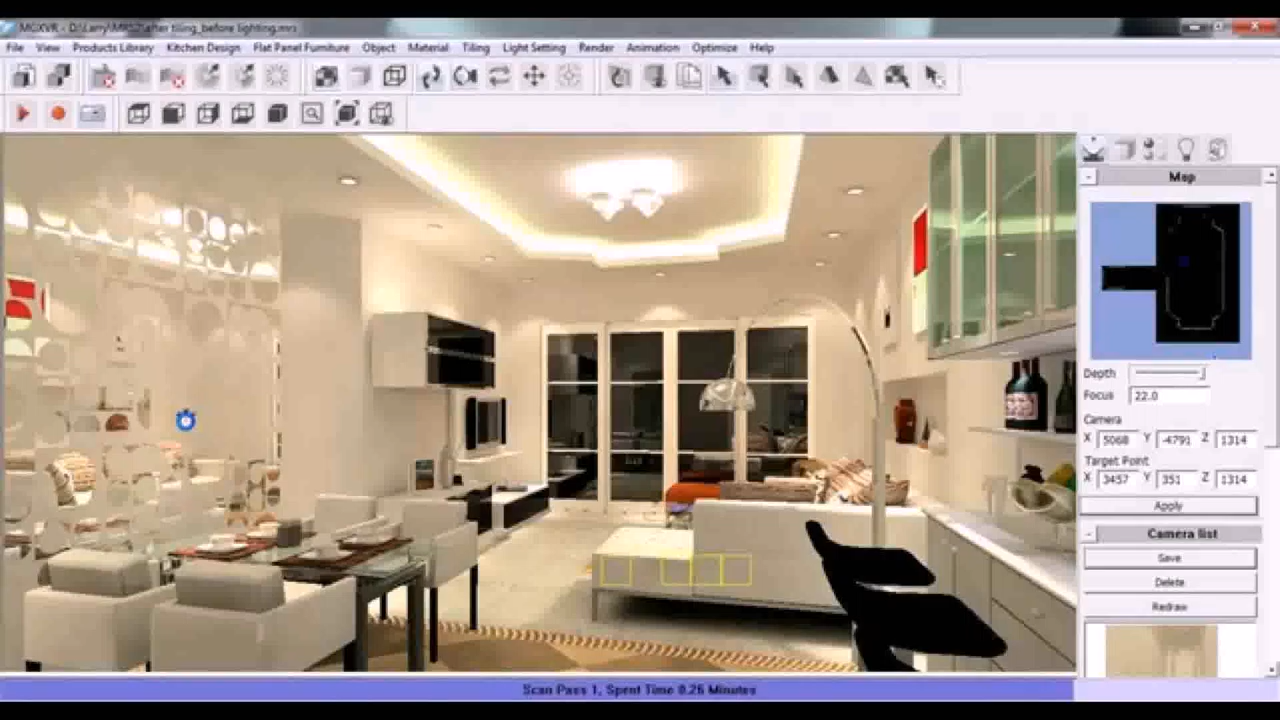 MGXVR - D:\Larry\MRS2\after tiling_before lighting.mrs
File View Products Library Kitchen Design Flat Panel Furniture Object Material Tiling Light Setting Render Animation Optimize Help
Map
Depth
Focus 22.0
Camera
X 5068 Y -4791 Z 1314
Target Point
X 3457 Y 351 Z 1314
Apply
Camera list
Save
Delete
Redraw
Scan Pass 1, Spent Time 0.26 Minutes